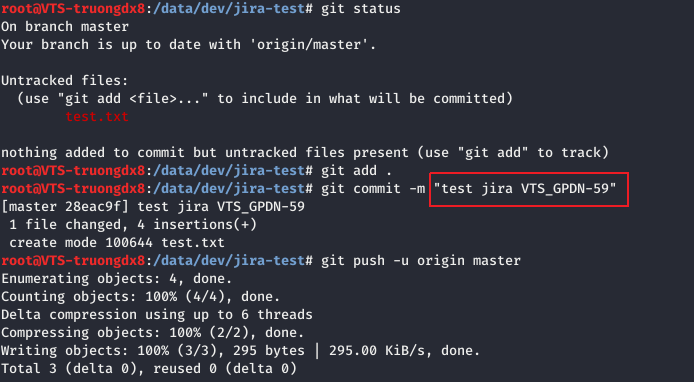 root@VTS-truongdx8:/data/dev/jira-test# git status
On branch master
Your branch is up to date with 'origin/master'.
Untracked files:
(use "git add <file>..." to include in what will be committed)
test.txt
nothing added to commit but untracked files present (use "git add" to track)
root@VTS-truongdx8:/data/dev/jira-test# git add .
root@VTS-truongdx8:/data/dev/jira-test# git commit -m "test jira VTS_GPDN-59"
[master 28eac9f] test jira VTS_GPDN-59
1 file changed, 4 insertions(+)
create mode 100644 test.txt
root@VTS-truongdx8:/data/dev/jira-test# git push -u origin master
Enumerating objects: 4, done.
Counting objects: 100% (4/4), done.
Delta compression using up to 6 threads
Compressing objects: 100% (2/2), done.
Writing objects: 100% (3/3), 295 bytes | 295.00 KiB/s, done.
Total 3 (delta 0), reused 0 (delta 0)